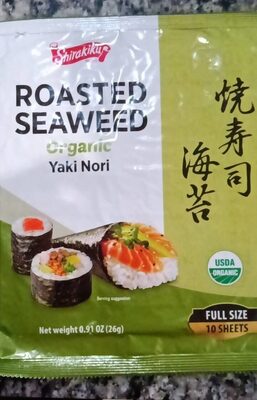 Shirakiku
ROASTED
SEAWEED
Organic
Yaki Nori
焼寿司
海苔
USDA
ORGANIC
Serving suggestion
FULL SIZE
10 SHEETS
Net weight 0.91 OZ (26g)